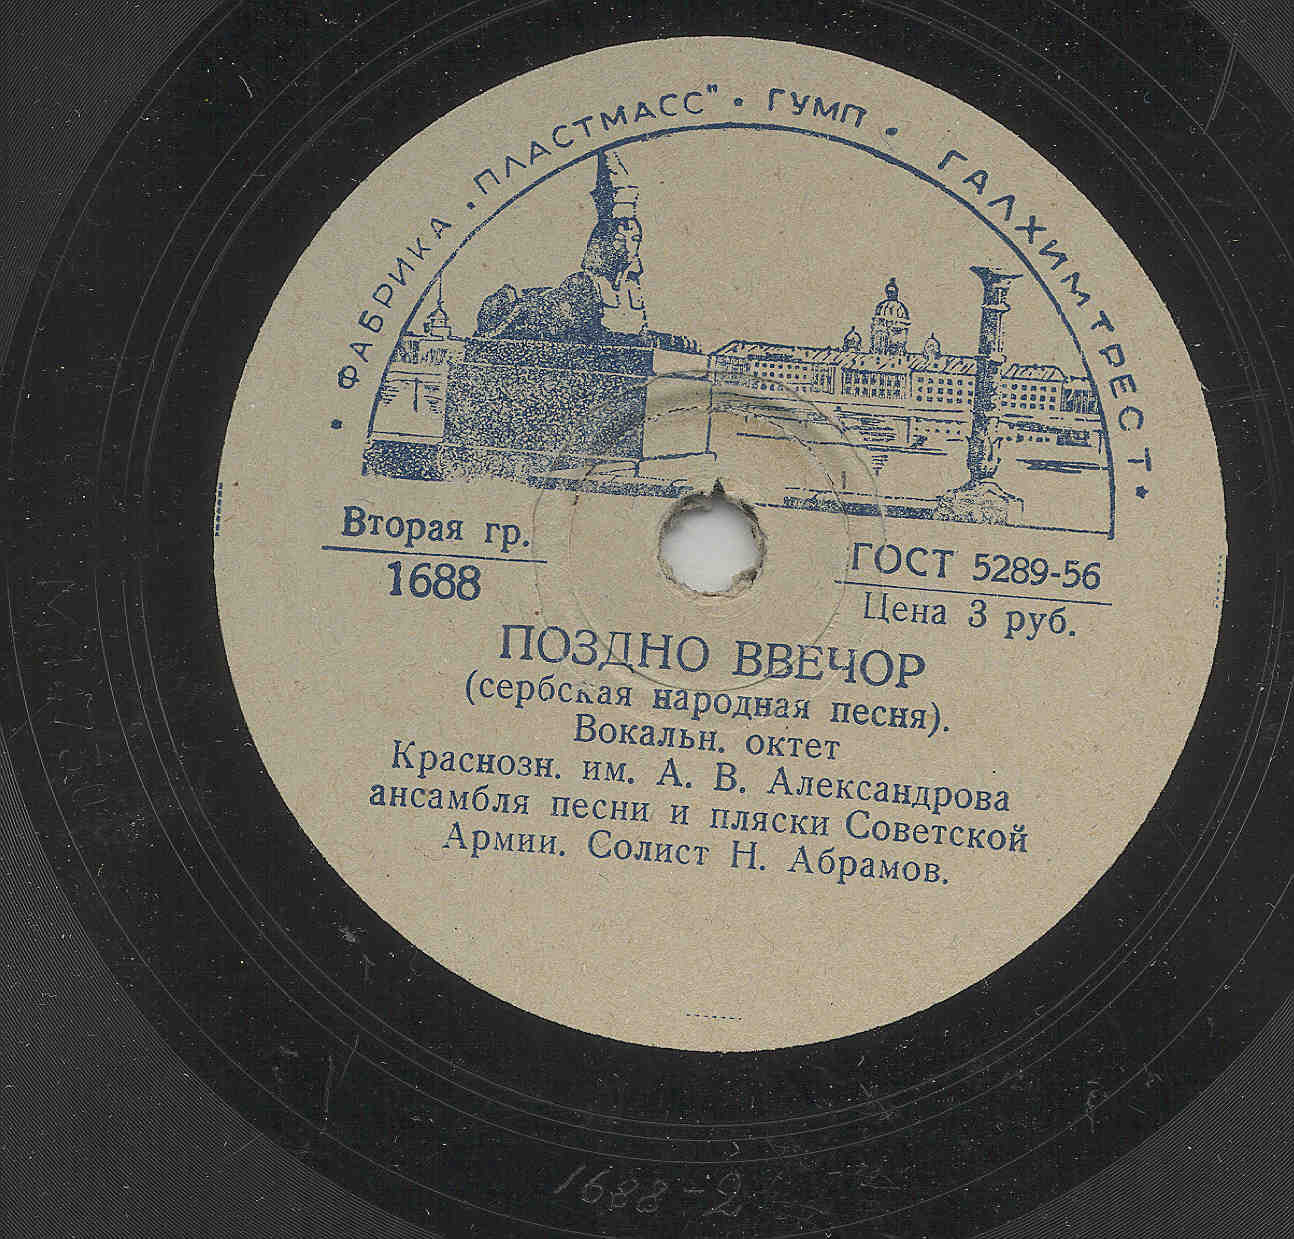 • ФАБРИКА „ПЛАСТМАСС" • ГУМП • ГАЛХИМТРЕСТ •
Вторая гр.
1688
ГОСТ 5289-56
Цена 3 руб.
ПОЗДНО ВВЕЧОР
(сербская народная песня).
Вокальн. октет
Краснозн. им. А. В. Александрова
ансамбля песни и пляски Советской
Армии. Солист Н. Абрамов.
1688-2